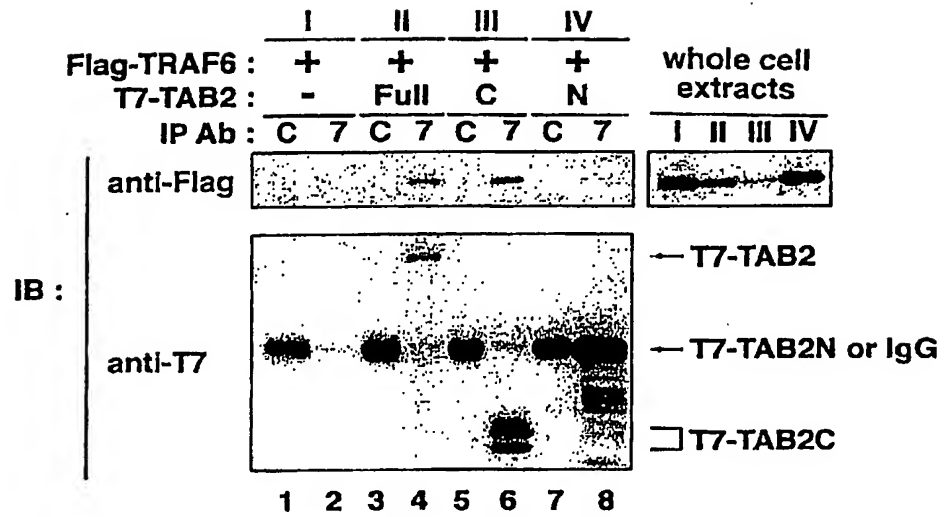 I II III IV
Flag-TRAF6 : + + + + whole cell
T7-TAB2 : - Full C N extracts
IP Ab : C 7 C 7 C 7 C 7 I II III IV
anti-Flag
IB :
T7-TAB2
anti-T7
T7-TAB2N or IgG
T7-TAB2C
1 2 3 4 5 6 7 8